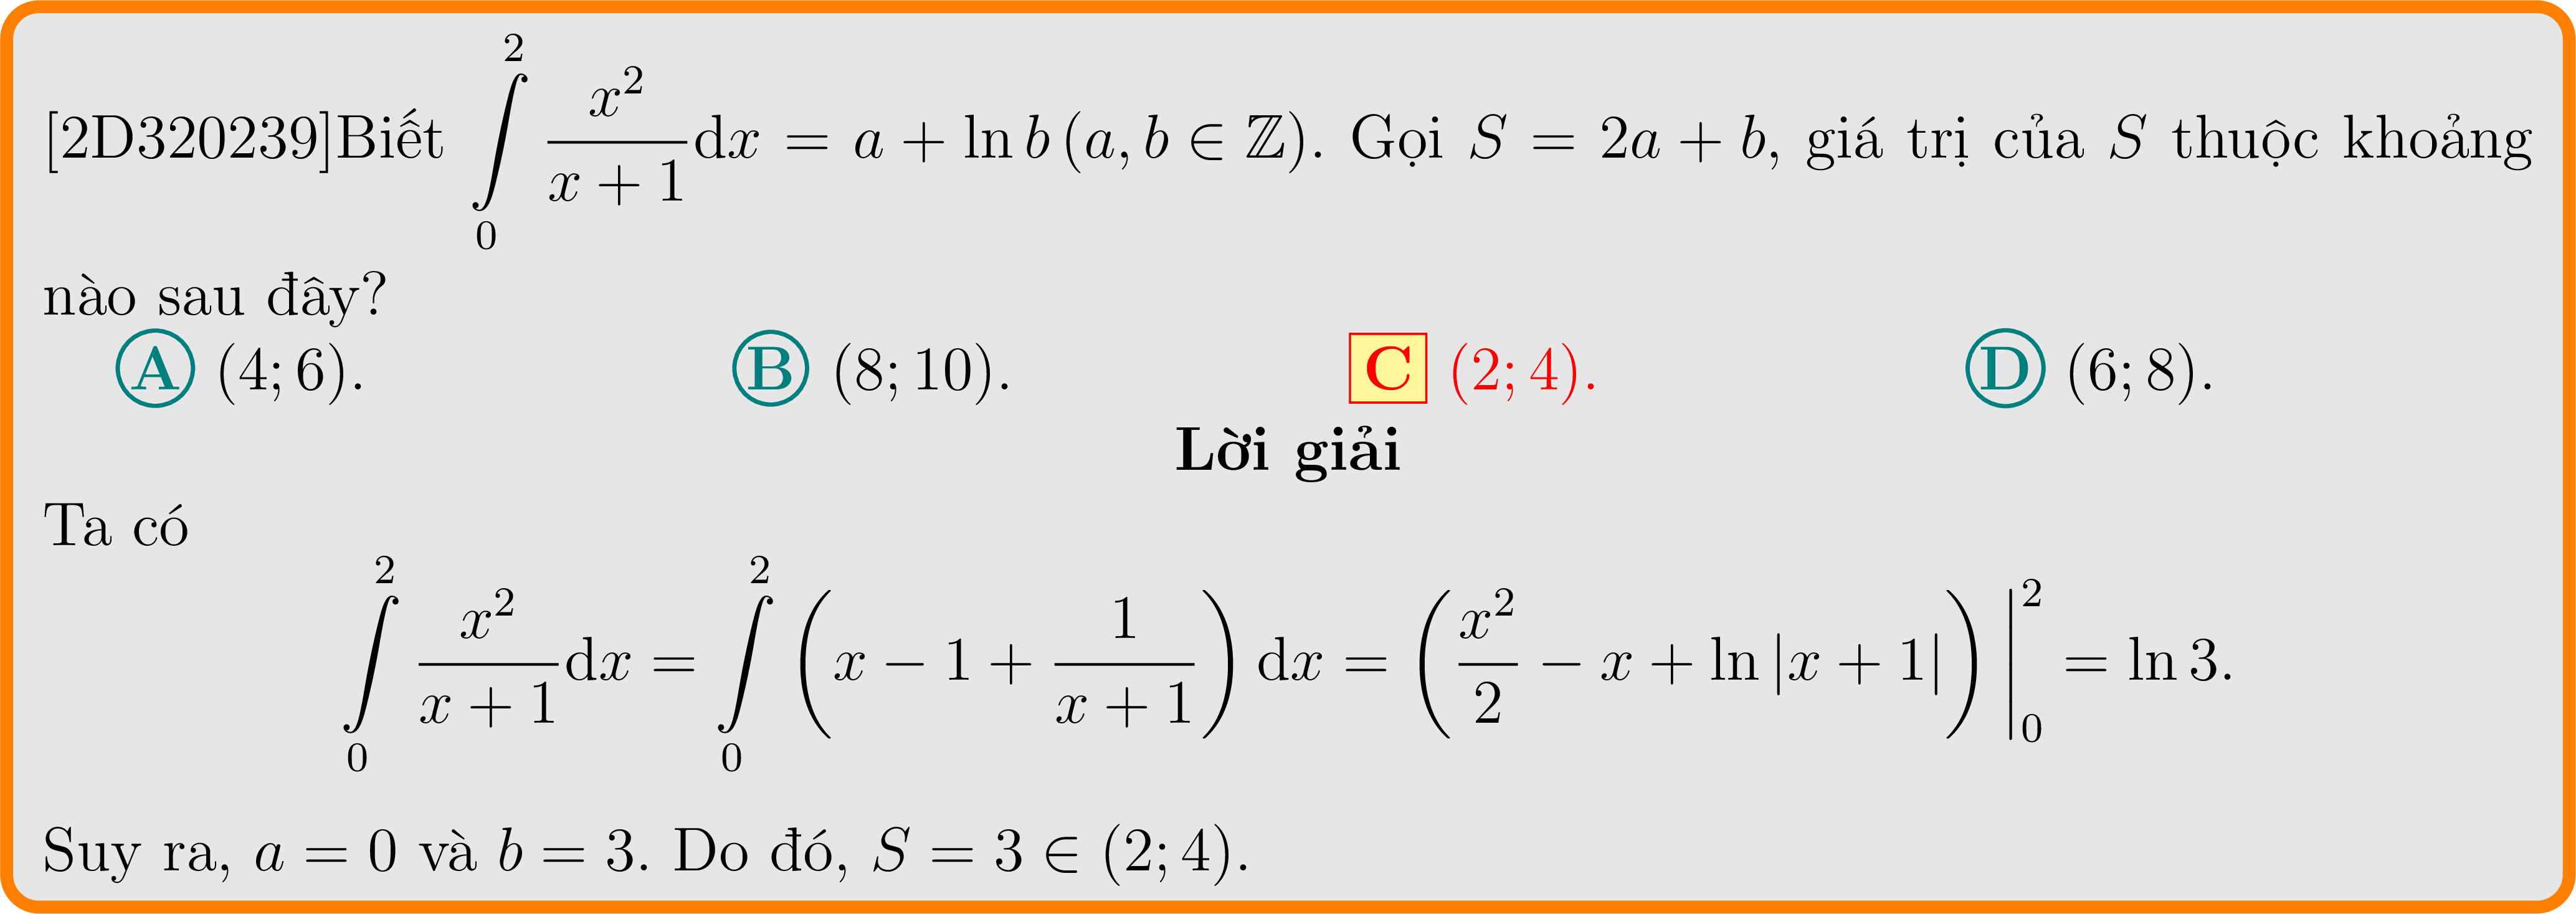 [2D320239]Biết $\int\limits_0^2 \frac{x^2}{x+1}\mathrm{d}x = a + \ln b\,(a, b \in \mathbb{Z})$. Gọi $S = 2a + b$, giá trị của $S$ thuộc khoảng
nào sau đây?
A (4; 6). B (8; 10). C (2; 4). D (6; 8).
Lời giải
Ta có
$\int\limits_0^2 \frac{x^2}{x+1}\mathrm{d}x = \int\limits_0^2 \left(x - 1 + \frac{1}{x+1}\right)\mathrm{d}x = \left(\frac{x^2}{2} - x + \ln|x+1|\right)\Big|_0^2 = \ln 3.$
Suy ra, $a = 0$ và $b = 3$. Do đó, $S = 3 \in (2; 4)$.